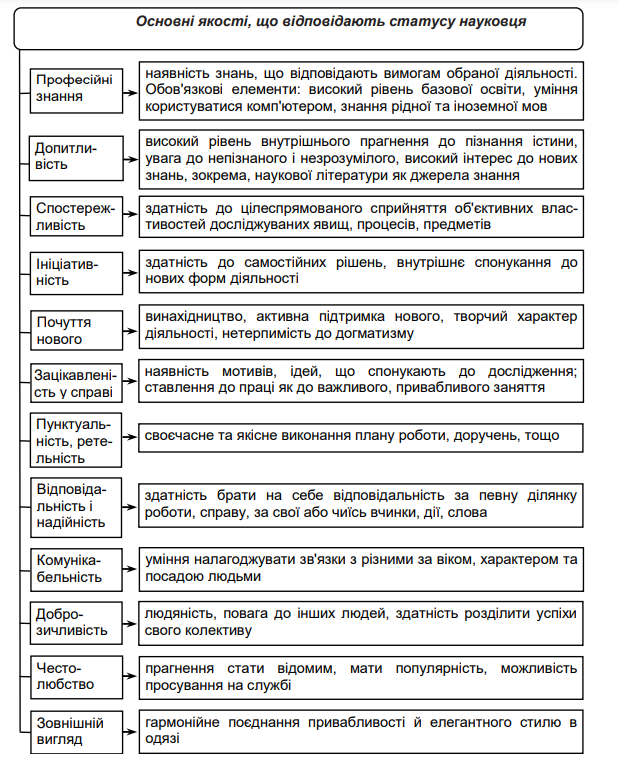 Основні якості, що відповідають статусу науковця
Професійні
знання
наявність знань, що відповідають вимогам обраної діяльності.
Обов'язкові елементи: високий рівень базової освіти, уміння
користуватися комп'ютером, знання рідної та іноземної мов
Допитли-
вість
високий рівень внутрішнього прагнення до пізнання істини,
увага до непізнаного і незрозумілого, високий інтерес до нових
знань, зокрема, наукової літератури як джерела знання
Спостереж-
ливість
здатність до цілеспрямованого сприйняття об'єктивних влас-
тивостей досліджуваних явищ, процесів, предметів
Ініціатив-
ність
здатність до самостійних рішень, внутрішнє спонукання до
нових форм діяльності
Почуття
нового
винахідництво, активна підтримка нового, творчий характер
діяльності, нетерпимість до догматизму
Зацікавлені-
сть у справі
наявність мотивів, ідей, що спонукають до дослідження;
ставлення до праці як до важливого, привабливого заняття
Пунктуаль-
ність, рете-
льність
своєчасне та якісне виконання плану роботи, доручень, тощо
Відповіда-
льність і
надійність
здатність брати на себе відповідальність за певну ділянку
роботи, справу, за свої або чиїсь вчинки, дії, слова
Комуніка-
бельність
уміння налагоджувати зв'язки з різними за віком, характером та
посадою людьми
Добро-
зичливість
людяність, повага до інших людей, здатність розділити успіхи
свого колективу
Често-
любство
прагнення стати відомим, мати популярність, можливість
просування на службі
Зовнішній
вигляд
гармонійне поєднання привабливості й елегантного стилю в
одязі